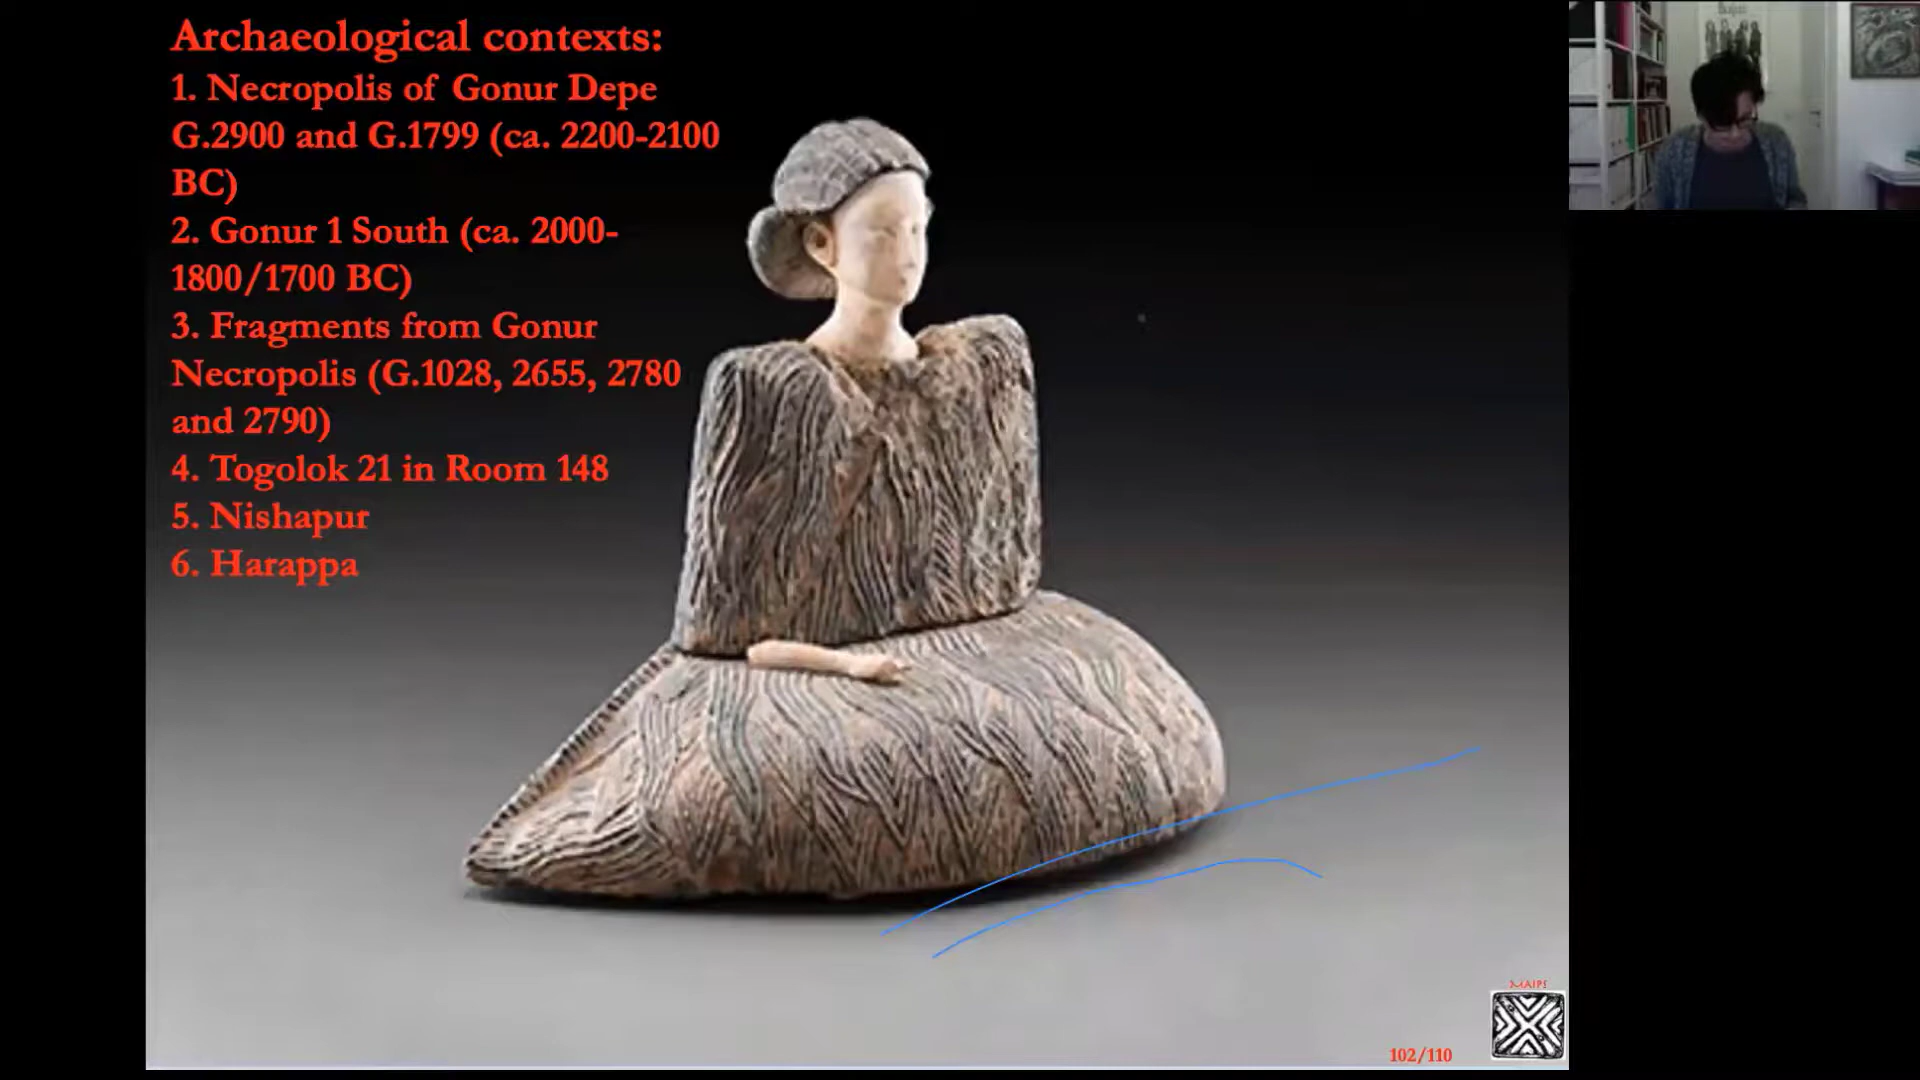 Archaeological contexts:
1. Necropolis of Gonur Depe
G.2900 and G.1799 (ca. 2200-2100
BC)
2. Gonur 1 South (ca. 2000-
1800/1700 BC)
3. Fragments from Gonur
Necropolis (G.1028, 2655, 2780
and 2790)
4. Togolok 21 in Room 148
5. Nishapur
6. Harappa
MAIPS
102/110